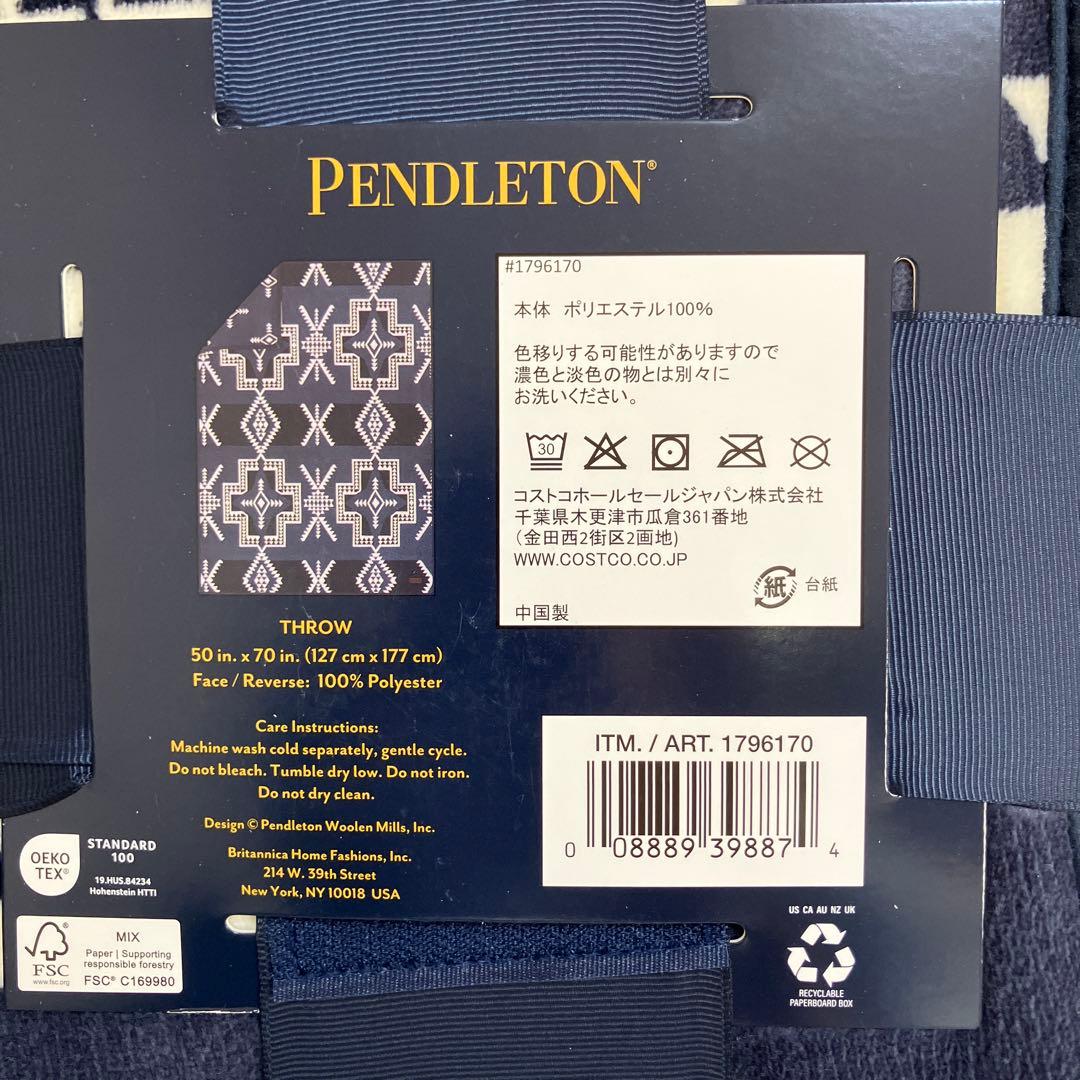 PENDLETON®
#1796170
本体 ポリエステル100%
色移りする可能性がありますので
濃色と淡色の物とは別々に
お洗いください。
30
コストコホールセールジャパン株式会社
千葉県木更津市瓜倉361番地
(金田西2街区2画地)
WWW.COSTCO.CO.JP
紙 台紙
中国製
THROW
50 in. x 70 in. (127 cm x 177 cm)
Face / Reverse: 100% Polyester
Care Instructions:
Machine wash cold separately, gentle cycle.
Do not bleach. Tumble dry low. Do not iron.
Do not dry clean.
Design © Pendleton Woolen Mills, Inc.
Britannica Home Fashions, Inc.
214 W. 39th Street
New York, NY 10018 USA
ITM. / ART. 1796170
0 08889 39887 4
OEKO
TEX®
STANDARD
100
19.HUS.84234
Hohenstein HTTI
FSC
www.fsc.org
MIX
Paper | Supporting
responsible forestry
FSC® C169980
US CA AU NZ UK
RECYCLABLE
PAPERBOARD BOX